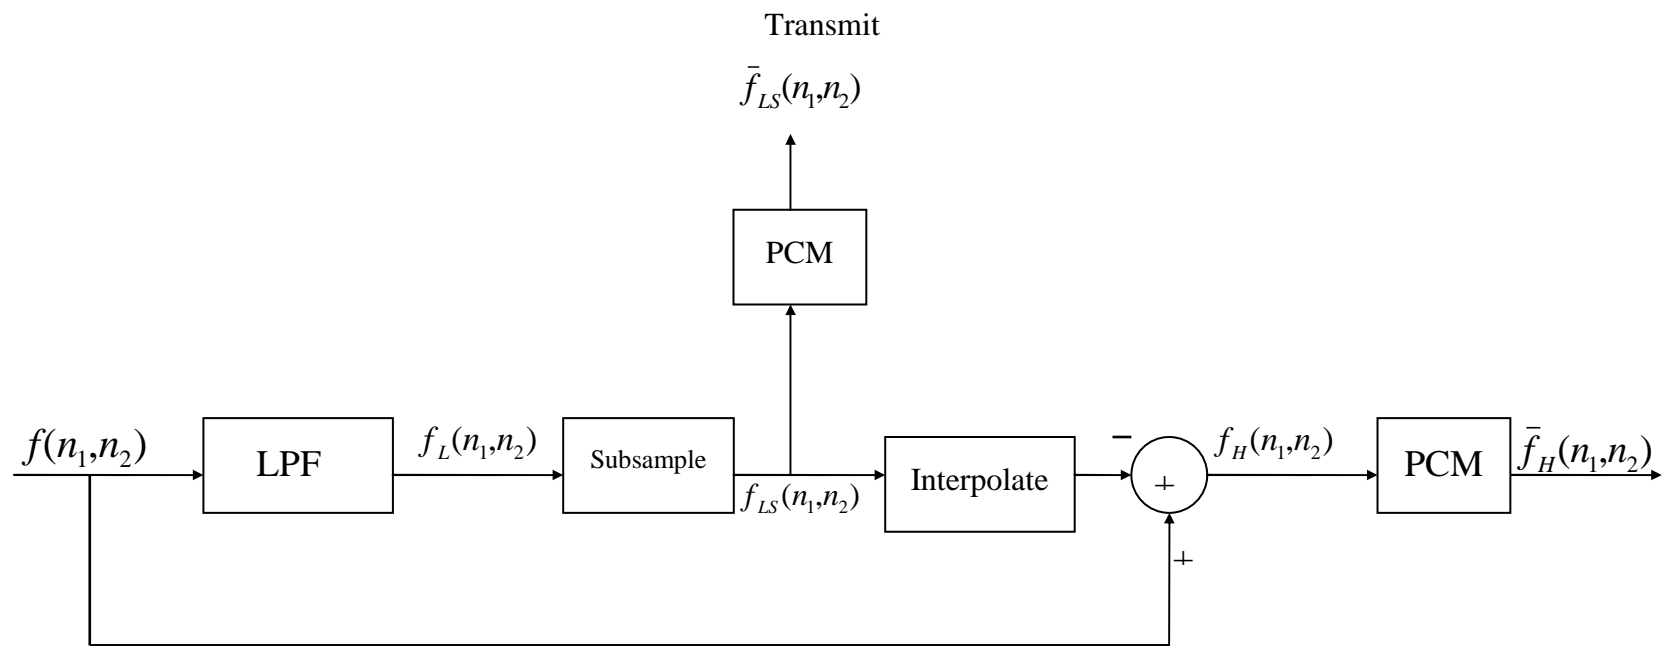 Transmit
f̄_LS(n₁,n₂)
PCM
f(n₁,n₂)
LPF
f_L(n₁,n₂)
Subsample
f_LS(n₁,n₂)
Interpolate
−
+
+
f_H(n₁,n₂)
PCM
f̄_H(n₁,n₂)